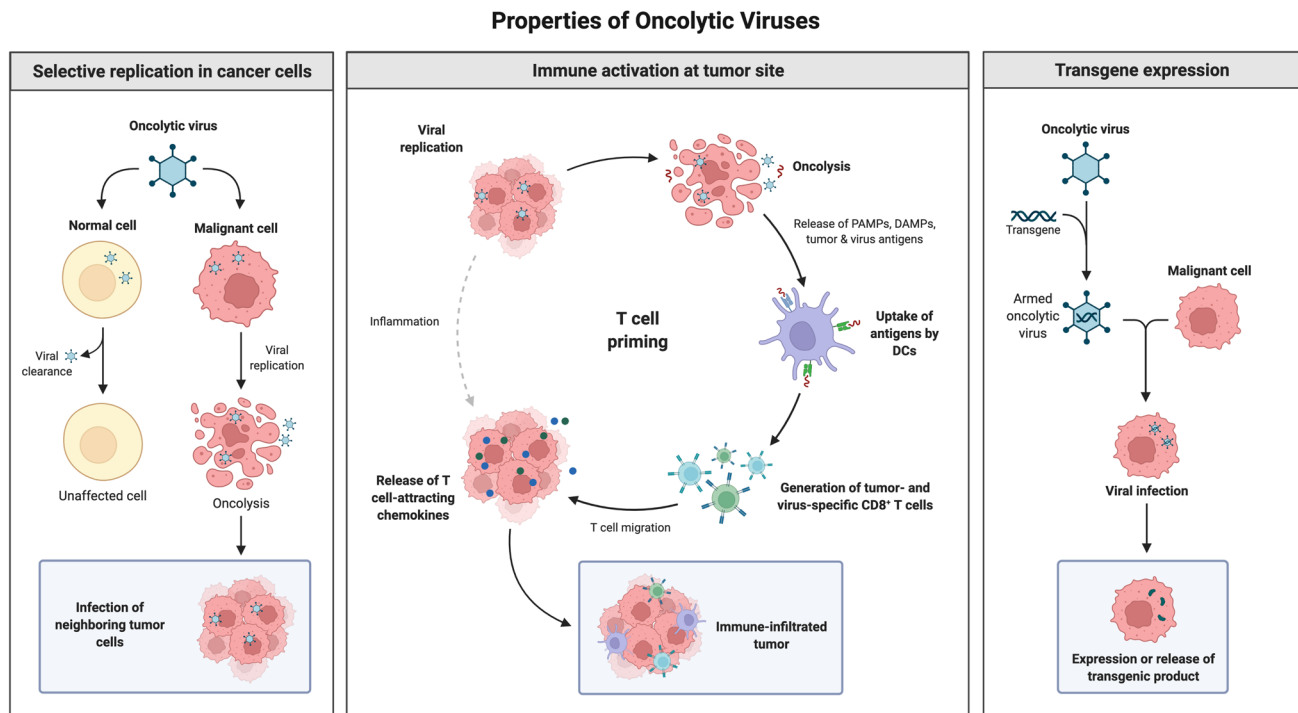 Properties of Oncolytic Viruses
Selective replication in cancer cells
Oncolytic virus
Normal cell
Malignant cell
Viral
clearance
Viral
replication
Unaffected cell
Oncolysis
Infection of
neighboring tumor
cells
Immune activation at tumor site
Viral
replication
Oncolysis
Release of PAMPs, DAMPs,
tumor & virus antigens
Inflammation
T cell
priming
Uptake of
antigens by
DCs
Release of T
cell-attracting
chemokines
T cell migration
Generation of tumor- and
virus-specific CD8⁺ T cells
Immune-infiltrated
tumor
Transgene expression
Oncolytic virus
Transgene
Malignant cell
Armed
oncolytic
virus
Viral infection
Expression or release of
transgenic product